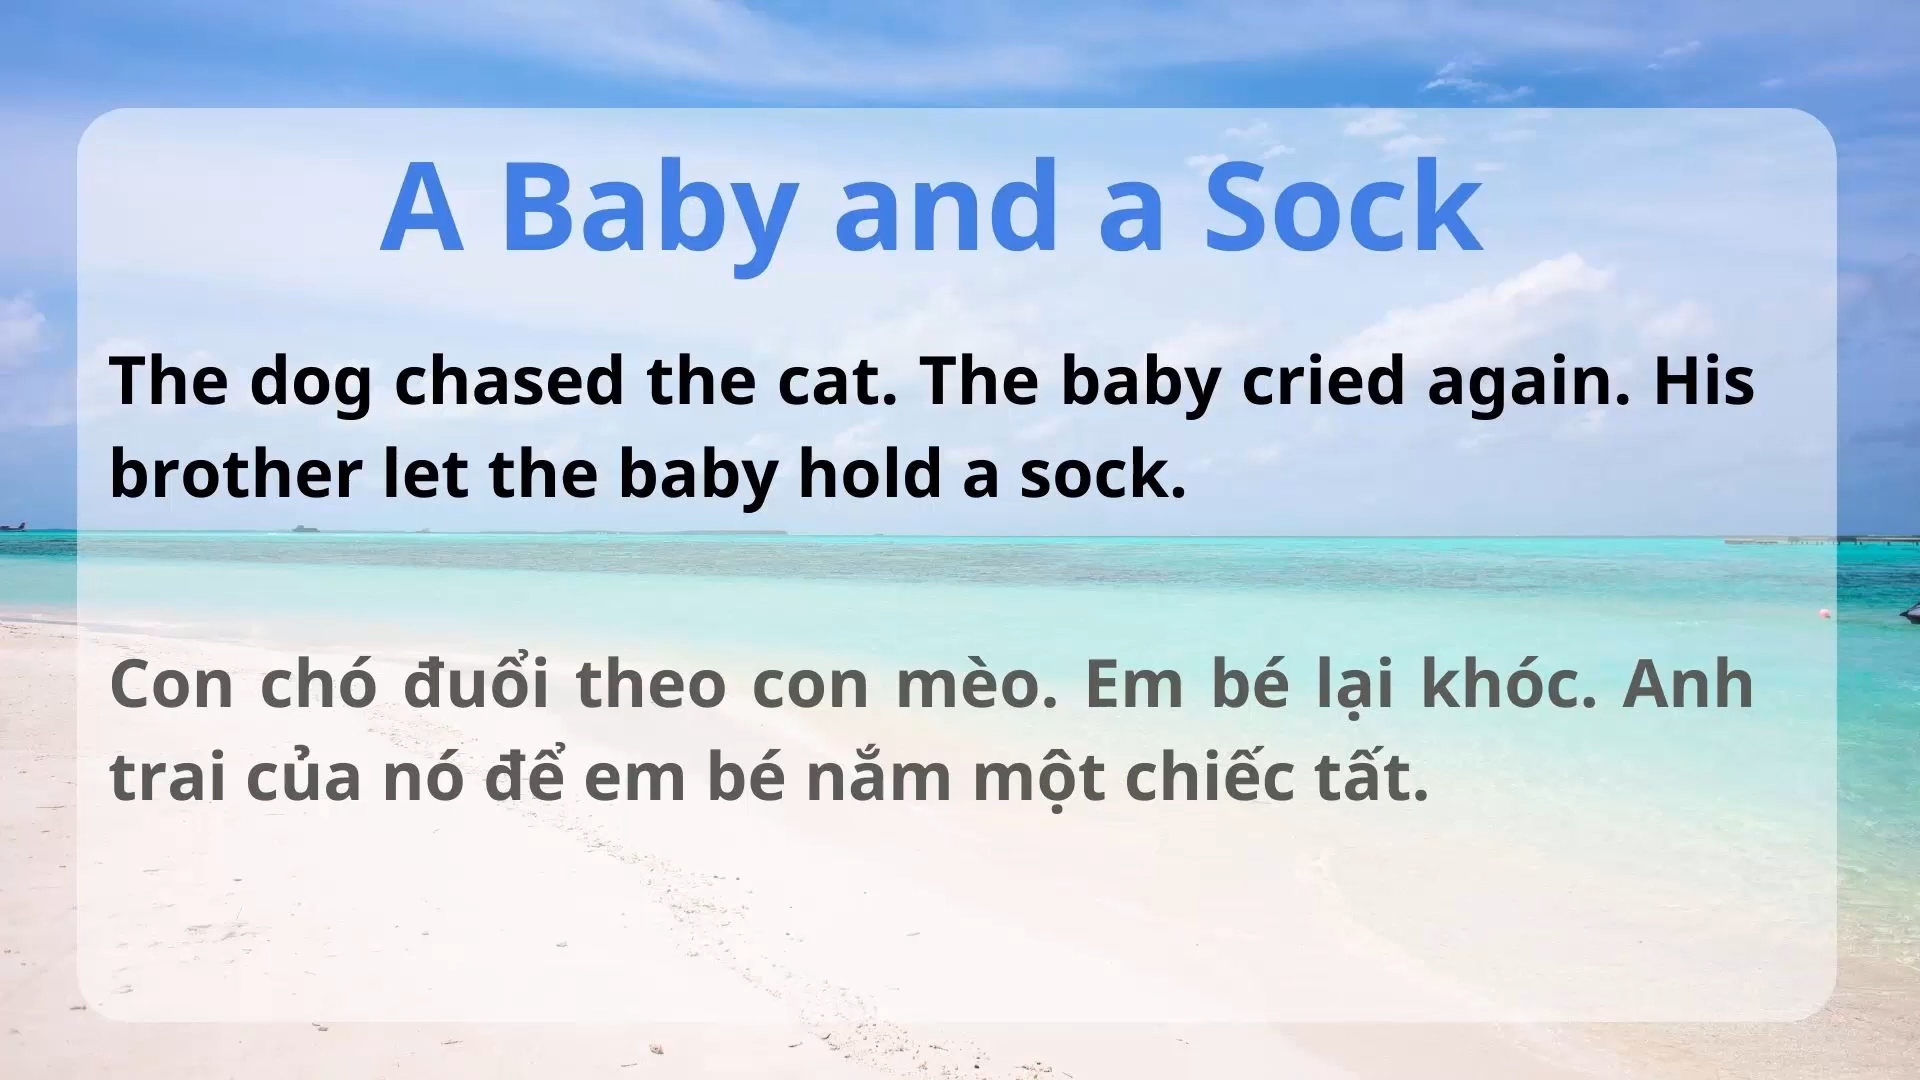 A Baby and a Sock
The dog chased the cat. The baby cried again. His
brother let the baby hold a sock.
Con chó đuổi theo con mèo. Em bé lại khóc. Anh
trai của nó để em bé nắm một chiếc tất.